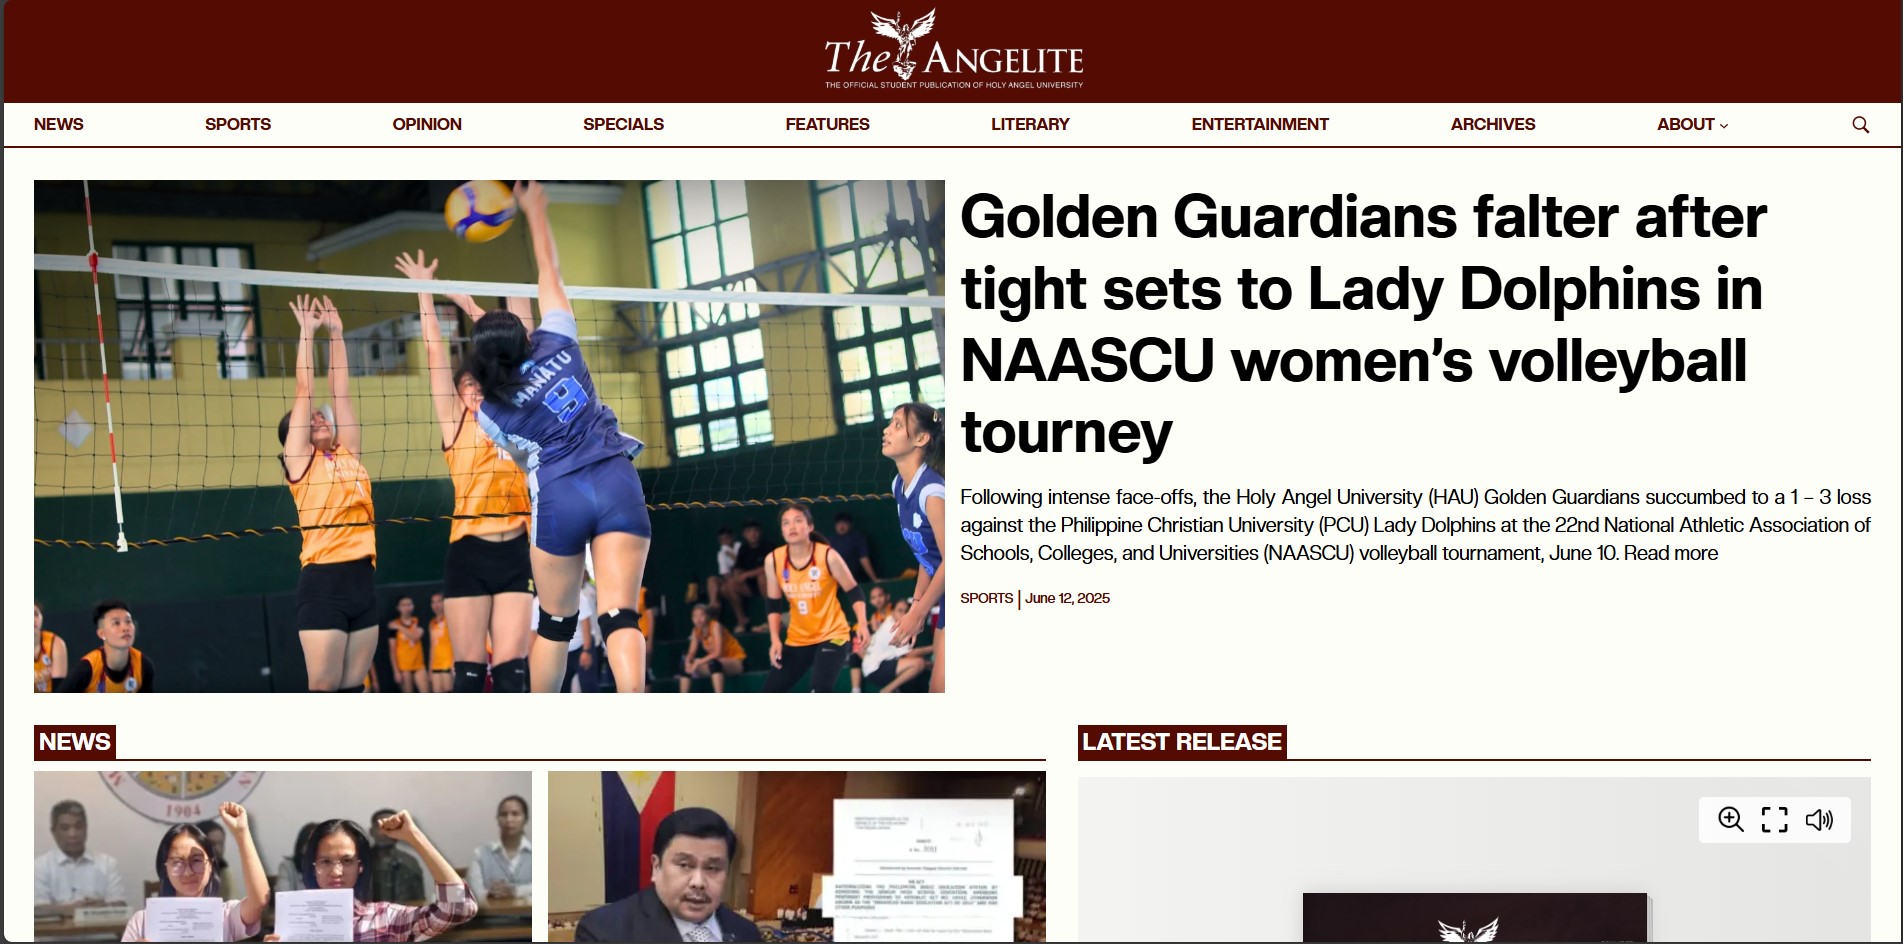 The ANGELITE
THE OFFICIAL STUDENT PUBLICATION OF HOLY ANGEL UNIVERSITY
NEWS SPORTS OPINION SPECIALS FEATURES LITERARY ENTERTAINMENT ARCHIVES ABOUT
MANATU
9
9
Golden Guardians falter after
tight sets to Lady Dolphins in
NAASCU women’s volleyball
tourney
Following intense face-offs, the Holy Angel University (HAU) Golden Guardians succumbed to a 1 – 3 loss
against the Philippine Christian University (PCU) Lady Dolphins at the 22nd National Athletic Association of
Schools, Colleges, and Universities (NAASCU) volleyball tournament, June 10. Read more
SPORTS | June 12, 2025
NEWS
1904
LATEST RELEASE